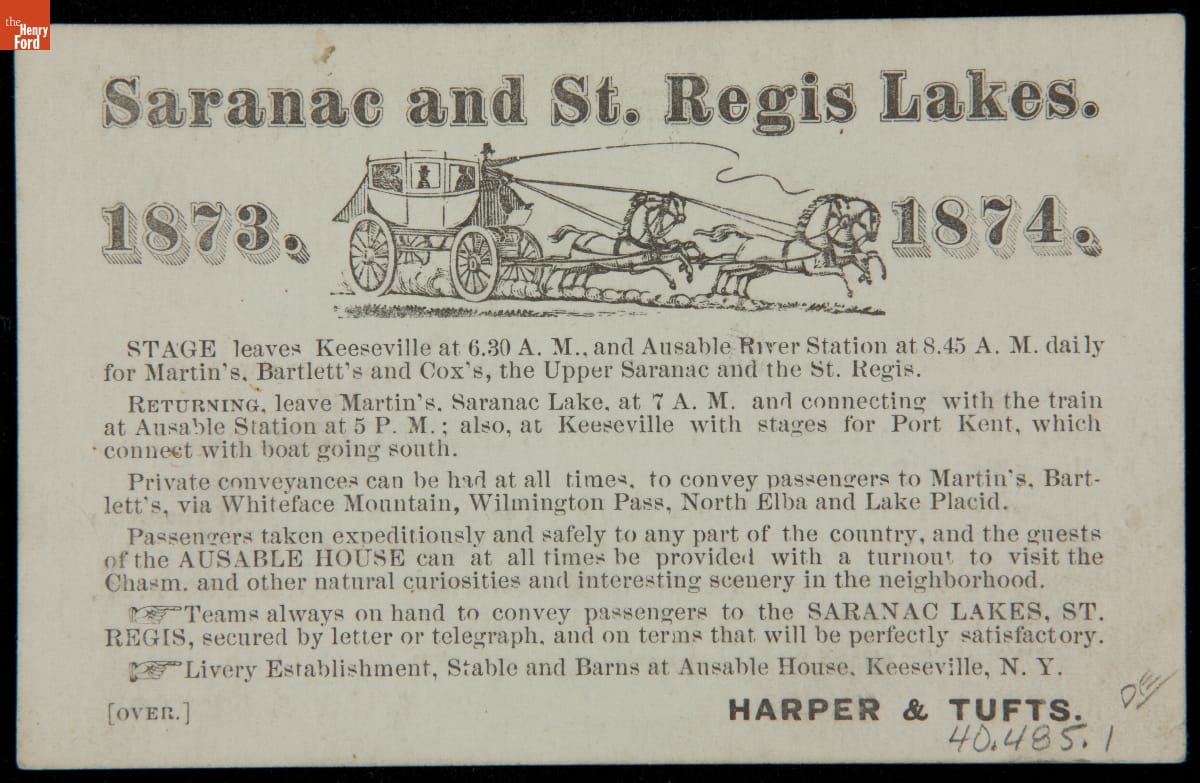 the
Henry
Ford
Saranac and St. Regis Lakes.
1873. 1874.
STAGE leaves Keeseville at 6.30 A. M., and Ausable River Station at 8.45 A. M. daily
for Martin's, Bartlett's and Cox's, the Upper Saranac and the St. Regis.
RETURNING, leave Martin's, Saranac Lake, at 7 A. M. and connecting with the train
at Ausable Station at 5 P. M.; also, at Keeseville with stages for Port Kent, which
connect with boat going south.
Private conveyances can be had at all times, to convey passengers to Martin's, Bart-
lett's, via Whiteface Mountain, Wilmington Pass, North Elba and Lake Placid.
Passengers taken expeditiously and safely to any part of the country, and the guests
of the AUSABLE HOUSE can at all times be provided with a turnout to visit the
Chasm, and other natural curiosities and interesting scenery in the neighborhood.
☞Teams always on hand to convey passengers to the SARANAC LAKES, ST.
REGIS, secured by letter or telegraph, and on terms that will be perfectly satisfactory.
☞Livery Establishment, Stable and Barns at Ausable House, Keeseville, N. Y.
[OVER.] HARPER & TUFTS.
40.485.1